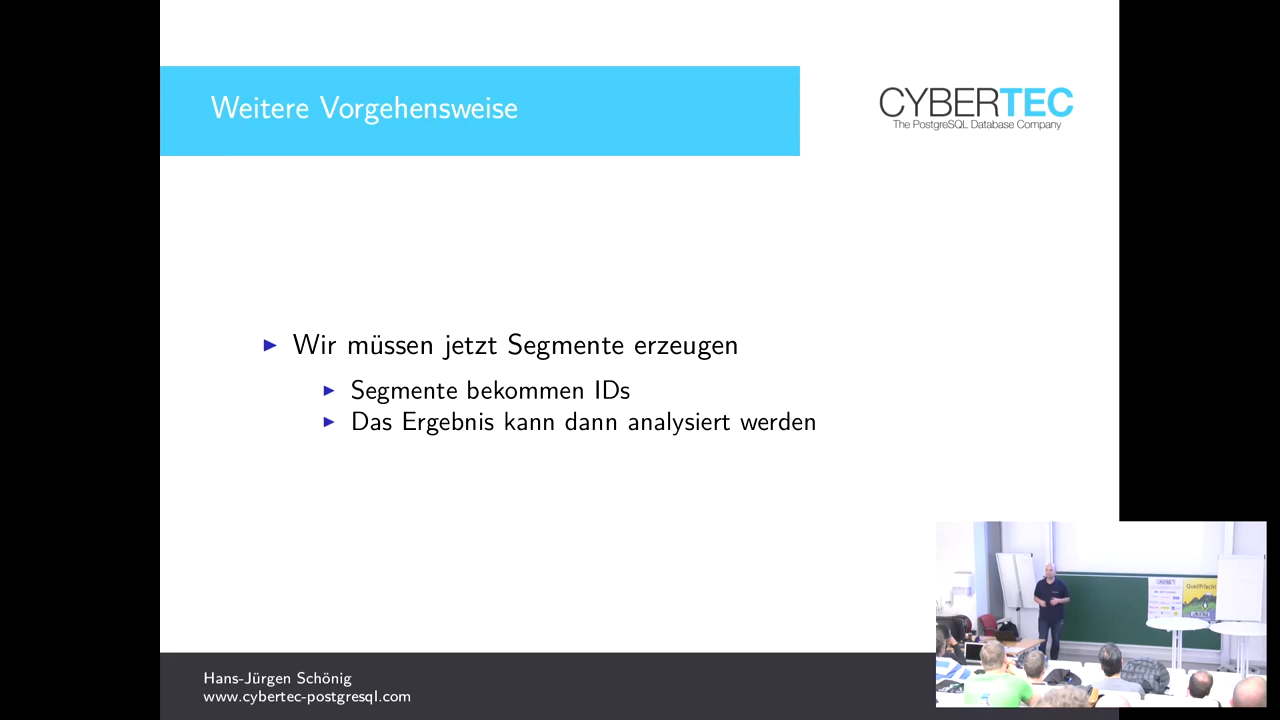 Weitere Vorgehensweise
CYBERTEC
The PostgreSQL Database Company
Wir müssen jetzt Segmente erzeugen
Segmente bekommen IDs
Das Ergebnis kann dann analysiert werden
Hans-Jürgen Schönig
www.cybertec-postgresql.com